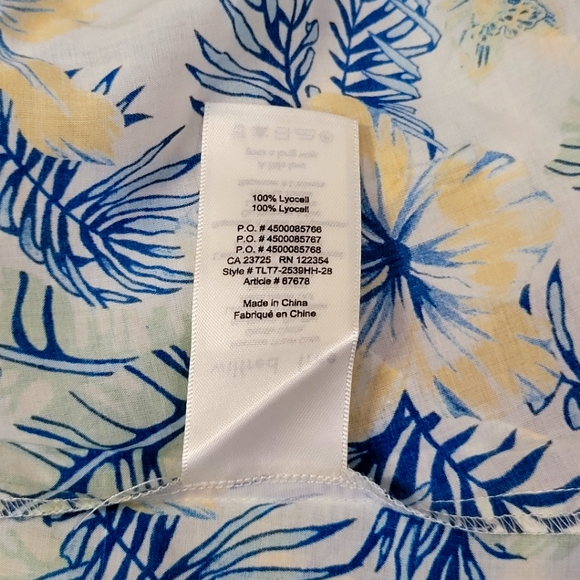 100% Lyocell
100% Lyocell
P.O. # 4500085766
P.O. # 4500085767
P.O. # 4500085768
CA 23725 RN 122354
Style # TLT7-2539HH-28
Article # 67678
Made in China
Fabriqué en Chine